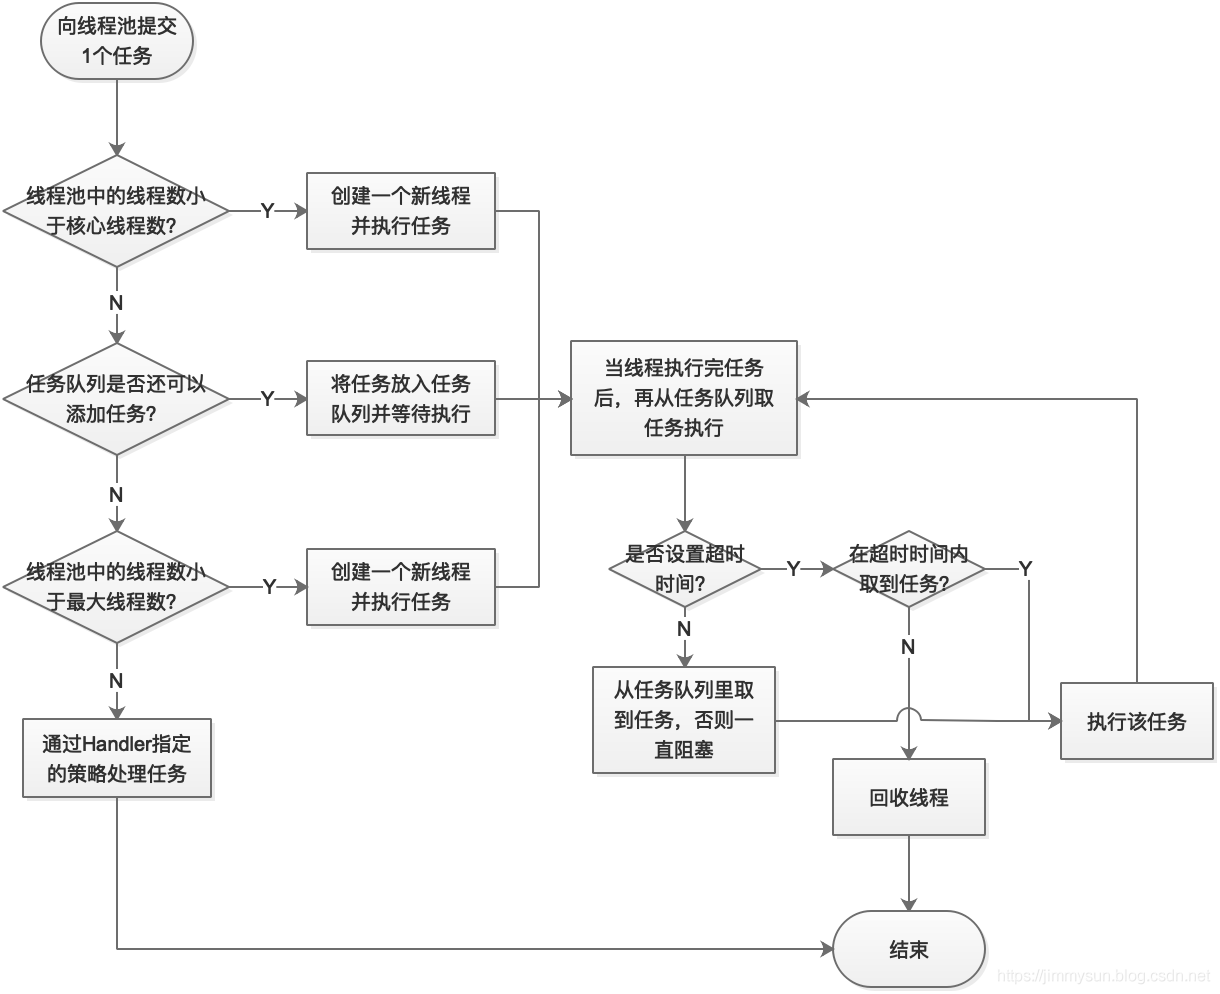 向线程池提交
1个任务
线程池中的线程数小
于核心线程数?
Y
创建一个新线程
并执行任务
N
任务队列是否还可以
添加任务?
Y
将任务放入任务
队列并等待执行
当线程执行完任务
后，再从任务队列取
任务执行
N
线程池中的线程数小
于最大线程数?
Y
创建一个新线程
并执行任务
是否设置超时
时间?
Y
在超时时间内
取到任务?
Y
N
N
N
通过Handler指定
的策略处理任务
从任务队列里取
到任务，否则一
直阻塞
执行该任务
回收线程
结束
https://jimmysun.blog.csdn.net